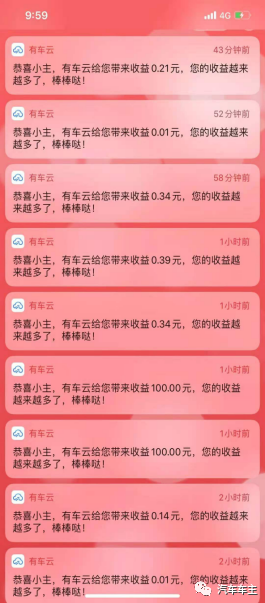 9:59
4G
有车云
43分钟前
恭喜小主，有车云给您带来收益0.21元，您的收益越来
越多了，棒棒哒！
有车云
52分钟前
恭喜小主，有车云给您带来收益0.01元，您的收益越来
越多了，棒棒哒！
有车云
58分钟前
恭喜小主，有车云给您带来收益0.34元，您的收益越
来越多了，棒棒哒！
有车云
1小时前
恭喜小主，有车云给您带来收益0.39元，您的收益越
来越多了，棒棒哒！
有车云
1小时前
恭喜小主，有车云给您带来收益0.34元，您的收益越
来越多了，棒棒哒！
有车云
1小时前
恭喜小主，有车云给您带来收益100.00元，您的收益
越来越多了，棒棒哒！
有车云
1小时前
恭喜小主，有车云给您带来收益100.00元，您的收益
越来越多了，棒棒哒！
有车云
2小时前
恭喜小主，有车云给您带来收益0.14元，您的收益越来
越多了，棒棒哒！
有车云
2小时前
恭喜小主，有车云给您带来收益0.01元，您的收益越来
越多了，棒棒哒！
汽车车主